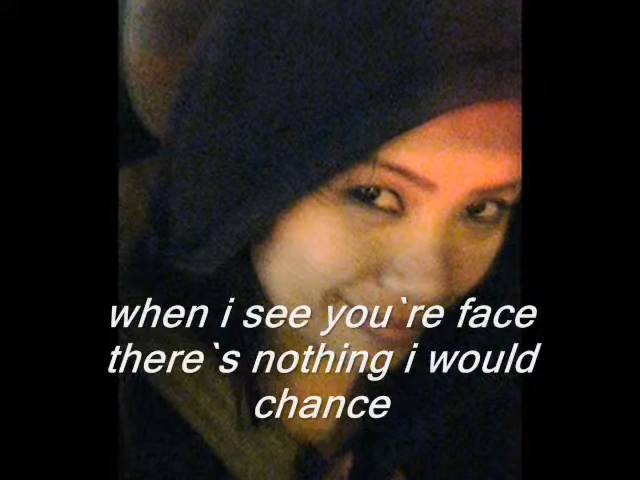 when i see you`re face
there`s nothing i would
chance